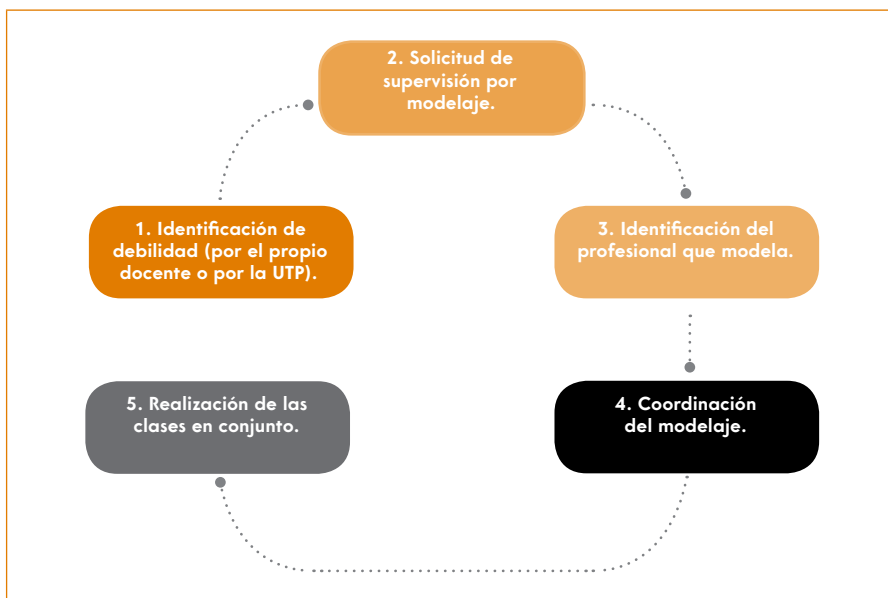 1. Identificación de
debilidad (por el propio
docente o por la UTP).
2. Solicitud de
supervisión por
modelaje.
3. Identificación del
profesional que modela.
4. Coordinación
del modelaje.
5. Realización de las
clases en conjunto.